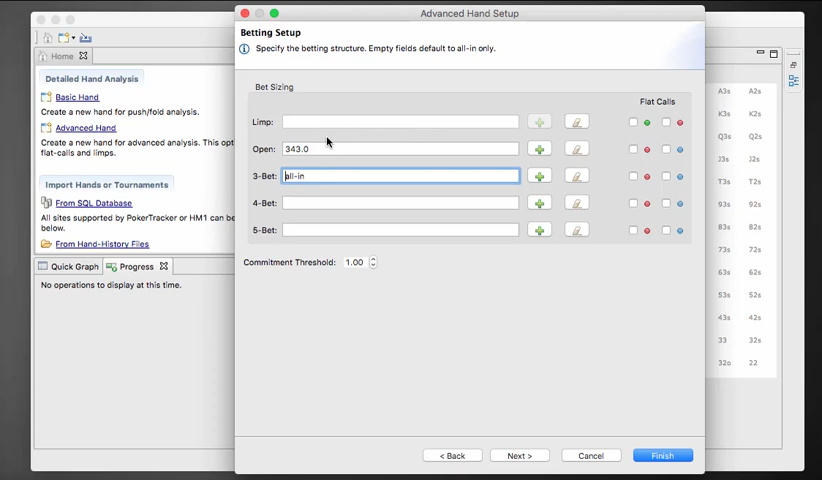 Advanced Hand Setup
Betting Setup
Specify the betting structure. Empty fields default to all-in only.
Home
Detailed Hand Analysis
Basic Hand
Create a new hand for push/fold analysis.
Advanced Hand
Create a new hand for advanced analysis. This opt
flat-calls and limps.
Import Hands or Tournaments
From SQL Database
All sites supported by PokerTracker or HM1 can be
below.
From Hand-History Files
Quick Graph
Progress
No operations to display at this time.
Bet Sizing
Flat Calls
Limp:
Open: 343.0
3-Bet: all-in
4-Bet:
5-Bet:
Commitment Threshold: 1.00
< Back
Next >
Cancel
Finish
A3s A2s
K3s K2s
Q3s Q2s
J3s J2s
T3s T2s
93s 92s
83s 82s
73s 72s
63s 62s
53s 52s
43s 42s
33 32s
32o 22